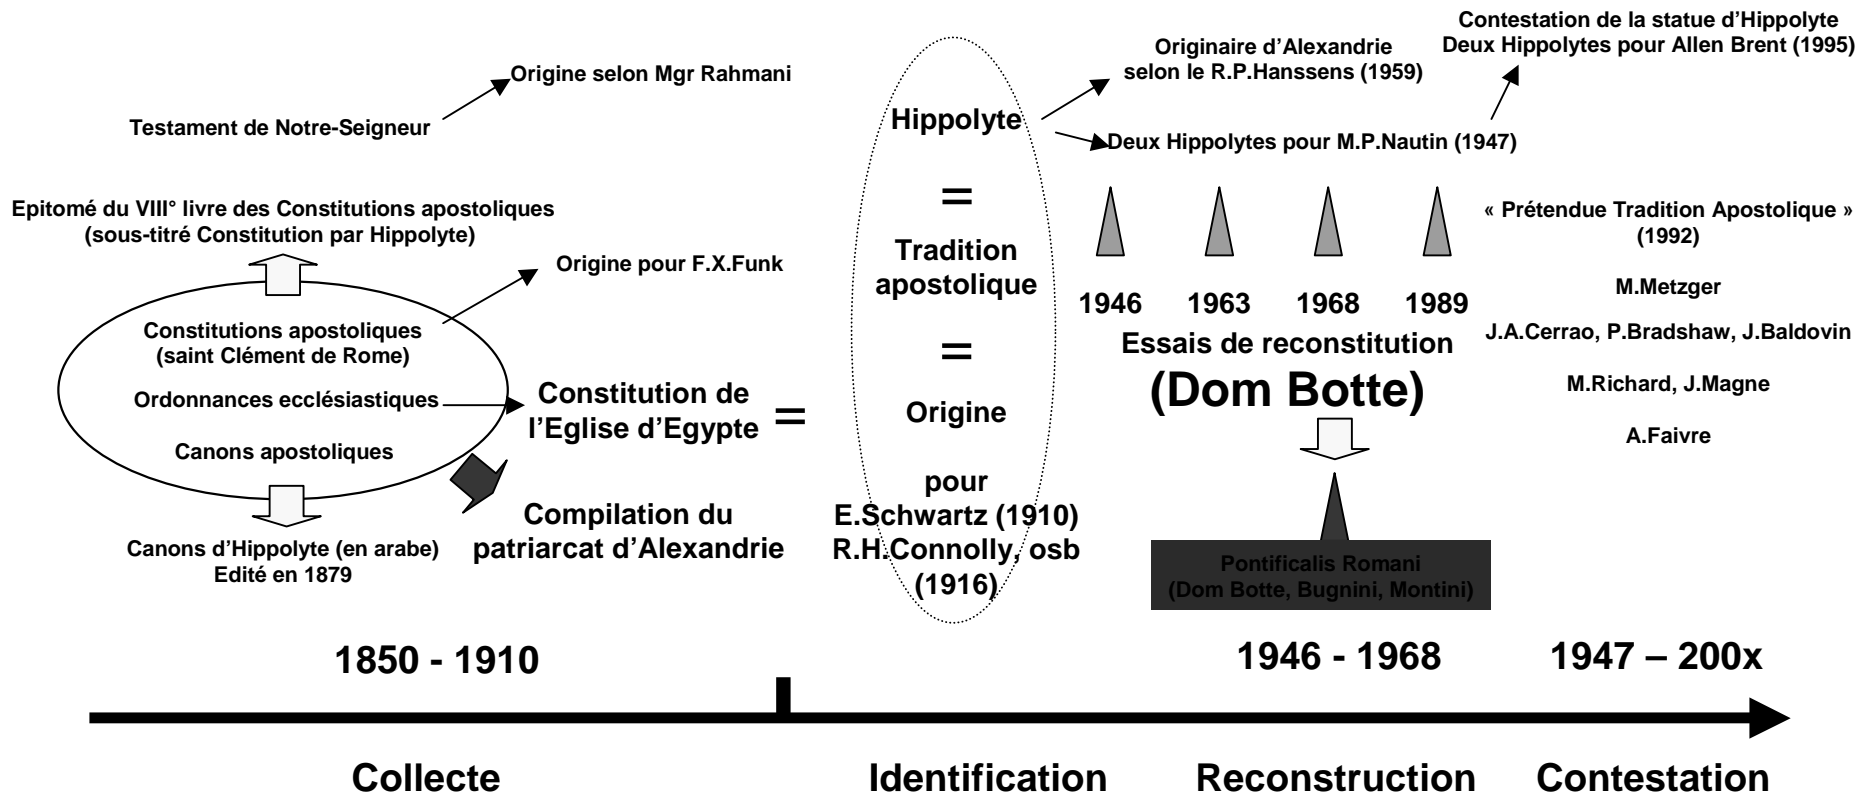 Testament de Notre-Seigneur
Origine selon Mgr Rahmani
Epitomé du VIII° livre des Constitutions apostoliques
(sous-titré Constitution par Hippolyte)
Origine pour F.X.Funk
Constitutions apostoliques
(saint Clément de Rome)
Ordonnances ecclésiastiques
Canons apostoliques
Canons d'Hippolyte (en arabe)
Edité en 1879
Constitution de
l'Eglise d'Egypte
=
Compilation du
patriarcat d'Alexandrie
Hippolyte
=
Tradition
apostolique
=
Origine
pour
E.Schwartz (1910)
R.H.Connolly, osb
(1916)
Originaire d'Alexandrie
selon le R.P.Hanssens (1959)
Deux Hippolytes pour M.P.Nautin (1947)
Contestation de la statue d'Hippolyte
Deux Hippolytes pour Allen Brent (1995)
1946 1963 1968 1989
Essais de reconstitution
(Dom Botte)
Pontificalis Romani
(Dom Botte, Bugnini, Montini)
« Prétendue Tradition Apostolique »
(1992)
M.Metzger
J.A.Cerrao, P.Bradshaw, J.Baldovin
M.Richard, J.Magne
A.Faivre
1850 - 1910
1946 - 1968
1947 – 200x
Collecte
Identification
Reconstruction
Contestation